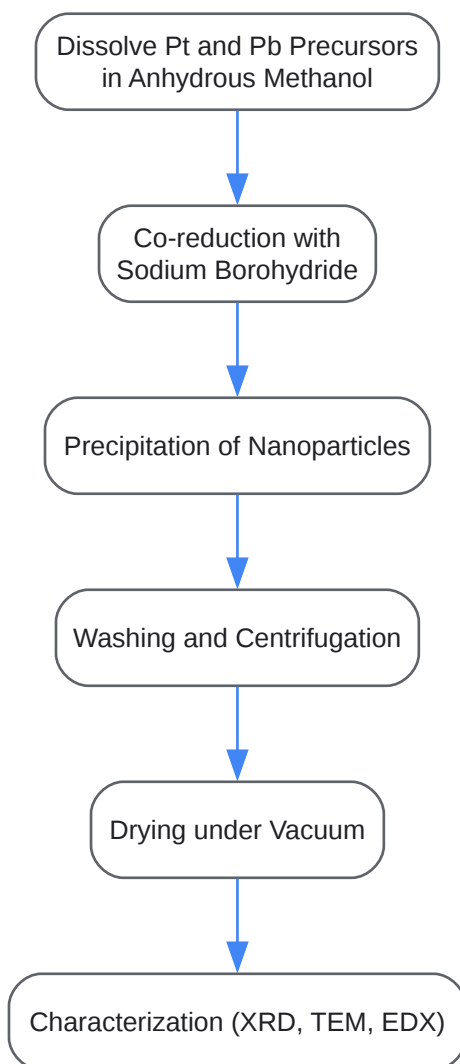 Dissolve Pt and Pb Precursors
in Anhydrous Methanol
Co-reduction with
Sodium Borohydride
Precipitation of Nanoparticles
Washing and Centrifugation
Drying under Vacuum
Characterization (XRD, TEM, EDX)